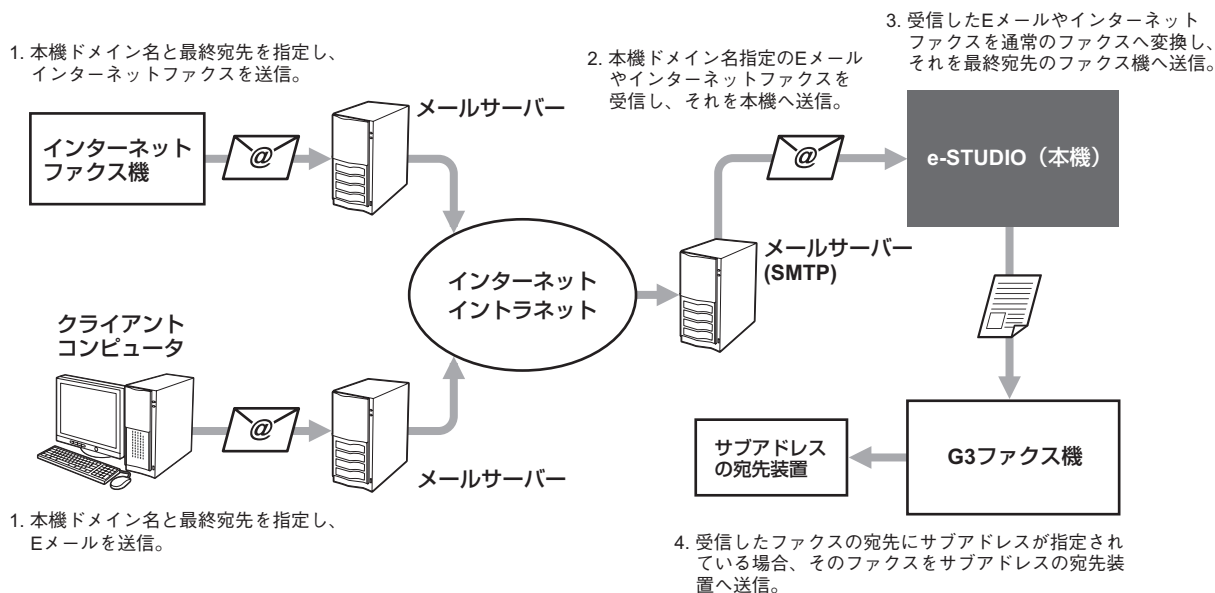 1. 本機ドメイン名と最終宛先を指定し、
インターネットファクスを送信。
インターネット
ファクス機
@
メールサーバー
2. 本機ドメイン名指定のEメール
やインターネットファクスを
受信し、それを本機へ送信。
3. 受信したEメールやインターネット
ファクスを通常のファクスへ変換し、
それを最終宛先のファクス機へ送信。
@
e-STUDIO（本機）
インターネット
イントラネット
メールサーバー
(SMTP)
クライアント
コンピュータ
@
メールサーバー
1. 本機ドメイン名と最終宛先を指定し、
Eメールを送信。
サブアドレス
の宛先装置
G3ファクス機
4. 受信したファクスの宛先にサブアドレスが指定され
ている場合、そのファクスをサブアドレスの宛先装
置へ送信。